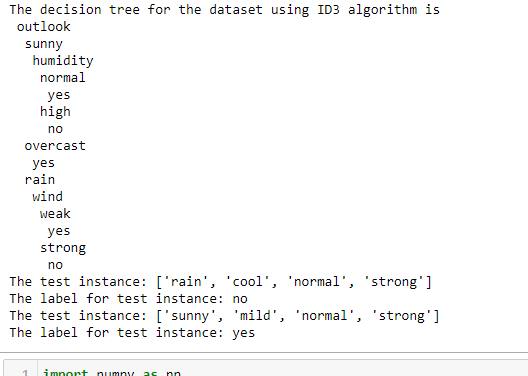 The decision tree for the dataset using ID3 algorithm is
outlook
sunny
humidity
normal
yes
high
no
overcast
yes
rain
wind
weak
yes
strong
no
The test instance: ['rain', 'cool', 'normal', 'strong']
The label for test instance: no
The test instance: ['sunny', 'mild', 'normal', 'strong']
The label for test instance: yes
1 import numpy as np